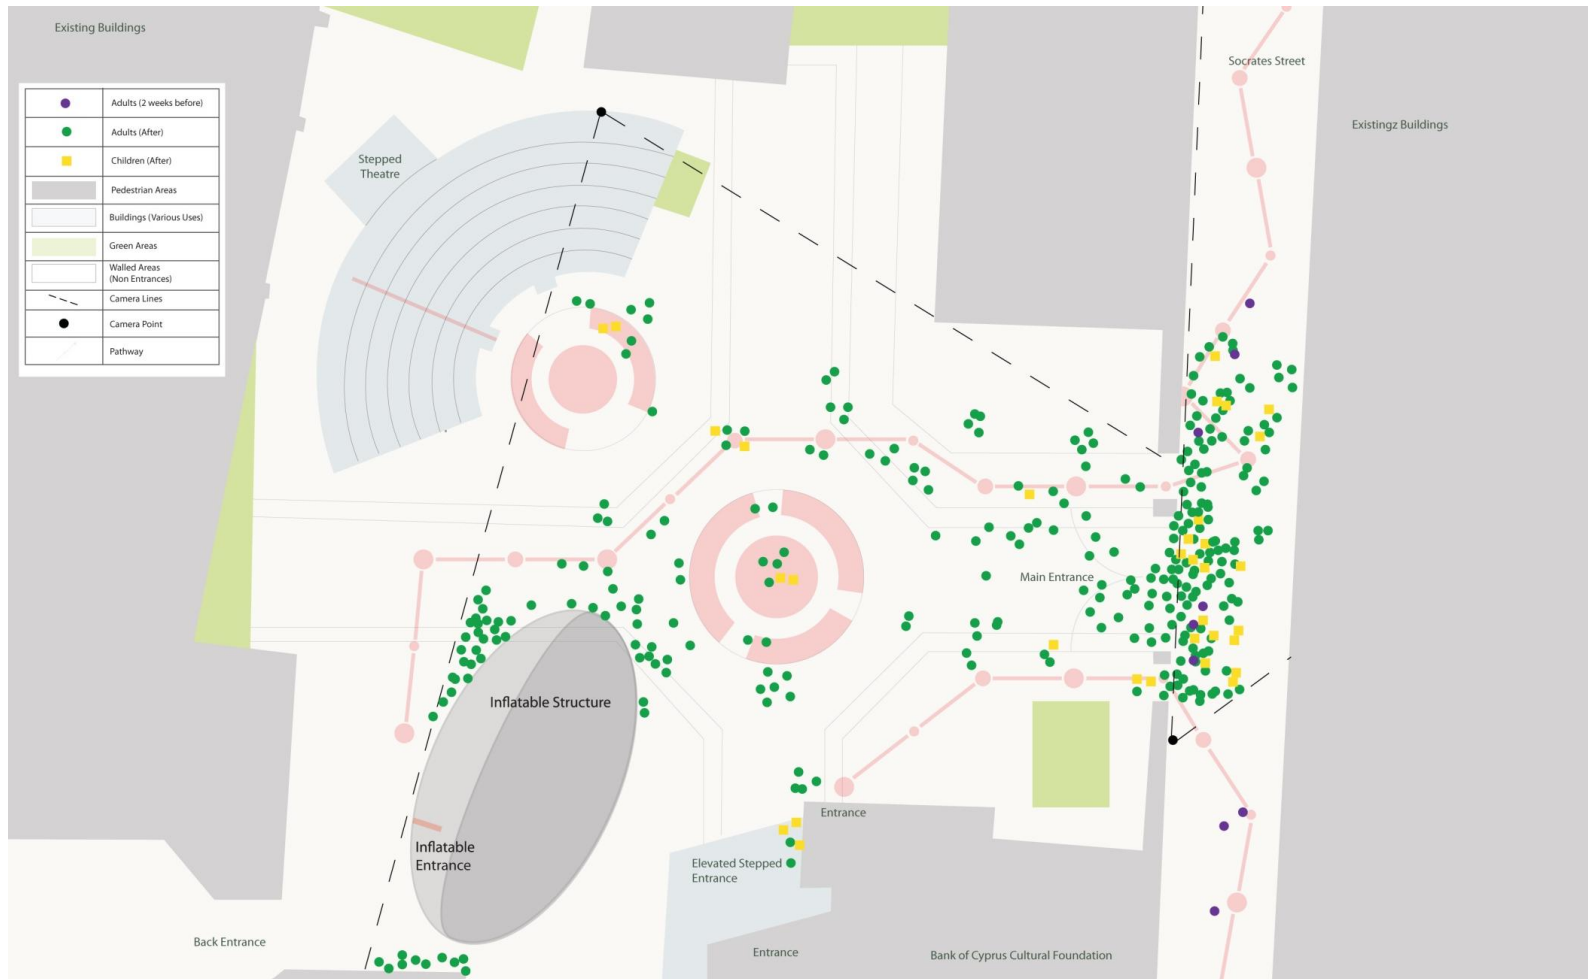 Existing Buildings
Socrates Street
Existingz Buildings
Adults (2 weeks before)
Adults (After)
Children (After)
Pedestrian Areas
Buildings (Various Uses)
Green Areas
Walled Areas
(Non Entrances)
Camera Lines
Camera Point
Pathway
Stepped
Theatre
Main Entrance
Inflatable Structure
Entrance
Inflatable
Entrance
Elevated Stepped
Entrance
Back Entrance
Entrance
Bank of Cyprus Cultural Foundation